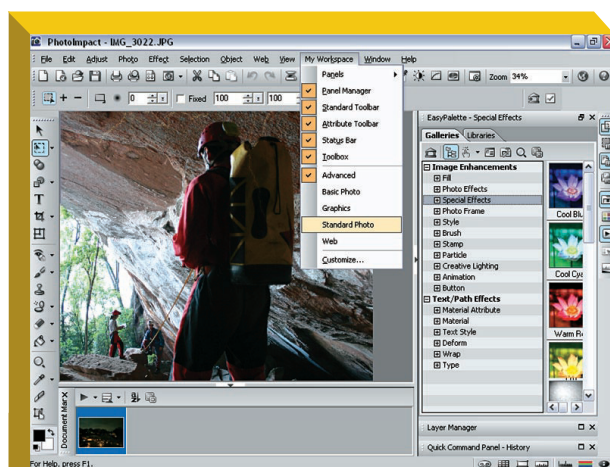 PhotoImpact - IMG_3022.JPG
File Edit Adjust Photo Effect Selection Object Web View My Workspace Window Help
Zoom 34%
0 Fixed 100 100
Panels
Panel Manager
Standard Toolbar
Attribute Toolbar
Status Bar
Toolbox
Advanced
Basic Photo
Graphics
Standard Photo
Web
Customize...
EasyPalette - Special Effects
Galleries Libraries
Image Enhancements
Fill
Photo Effects
Special Effects
Photo Frame
Style
Brush
Stamp
Particle
Creative Lighting
Animation
Button
Text/Path Effects
Material Attribute
Material
Text Style
Deform
Wrap
Type
Cool Blu
Cool Cya
Warm Re
Layer Manager
Quick Command Panel - History
Document Man
For Help, press F1.